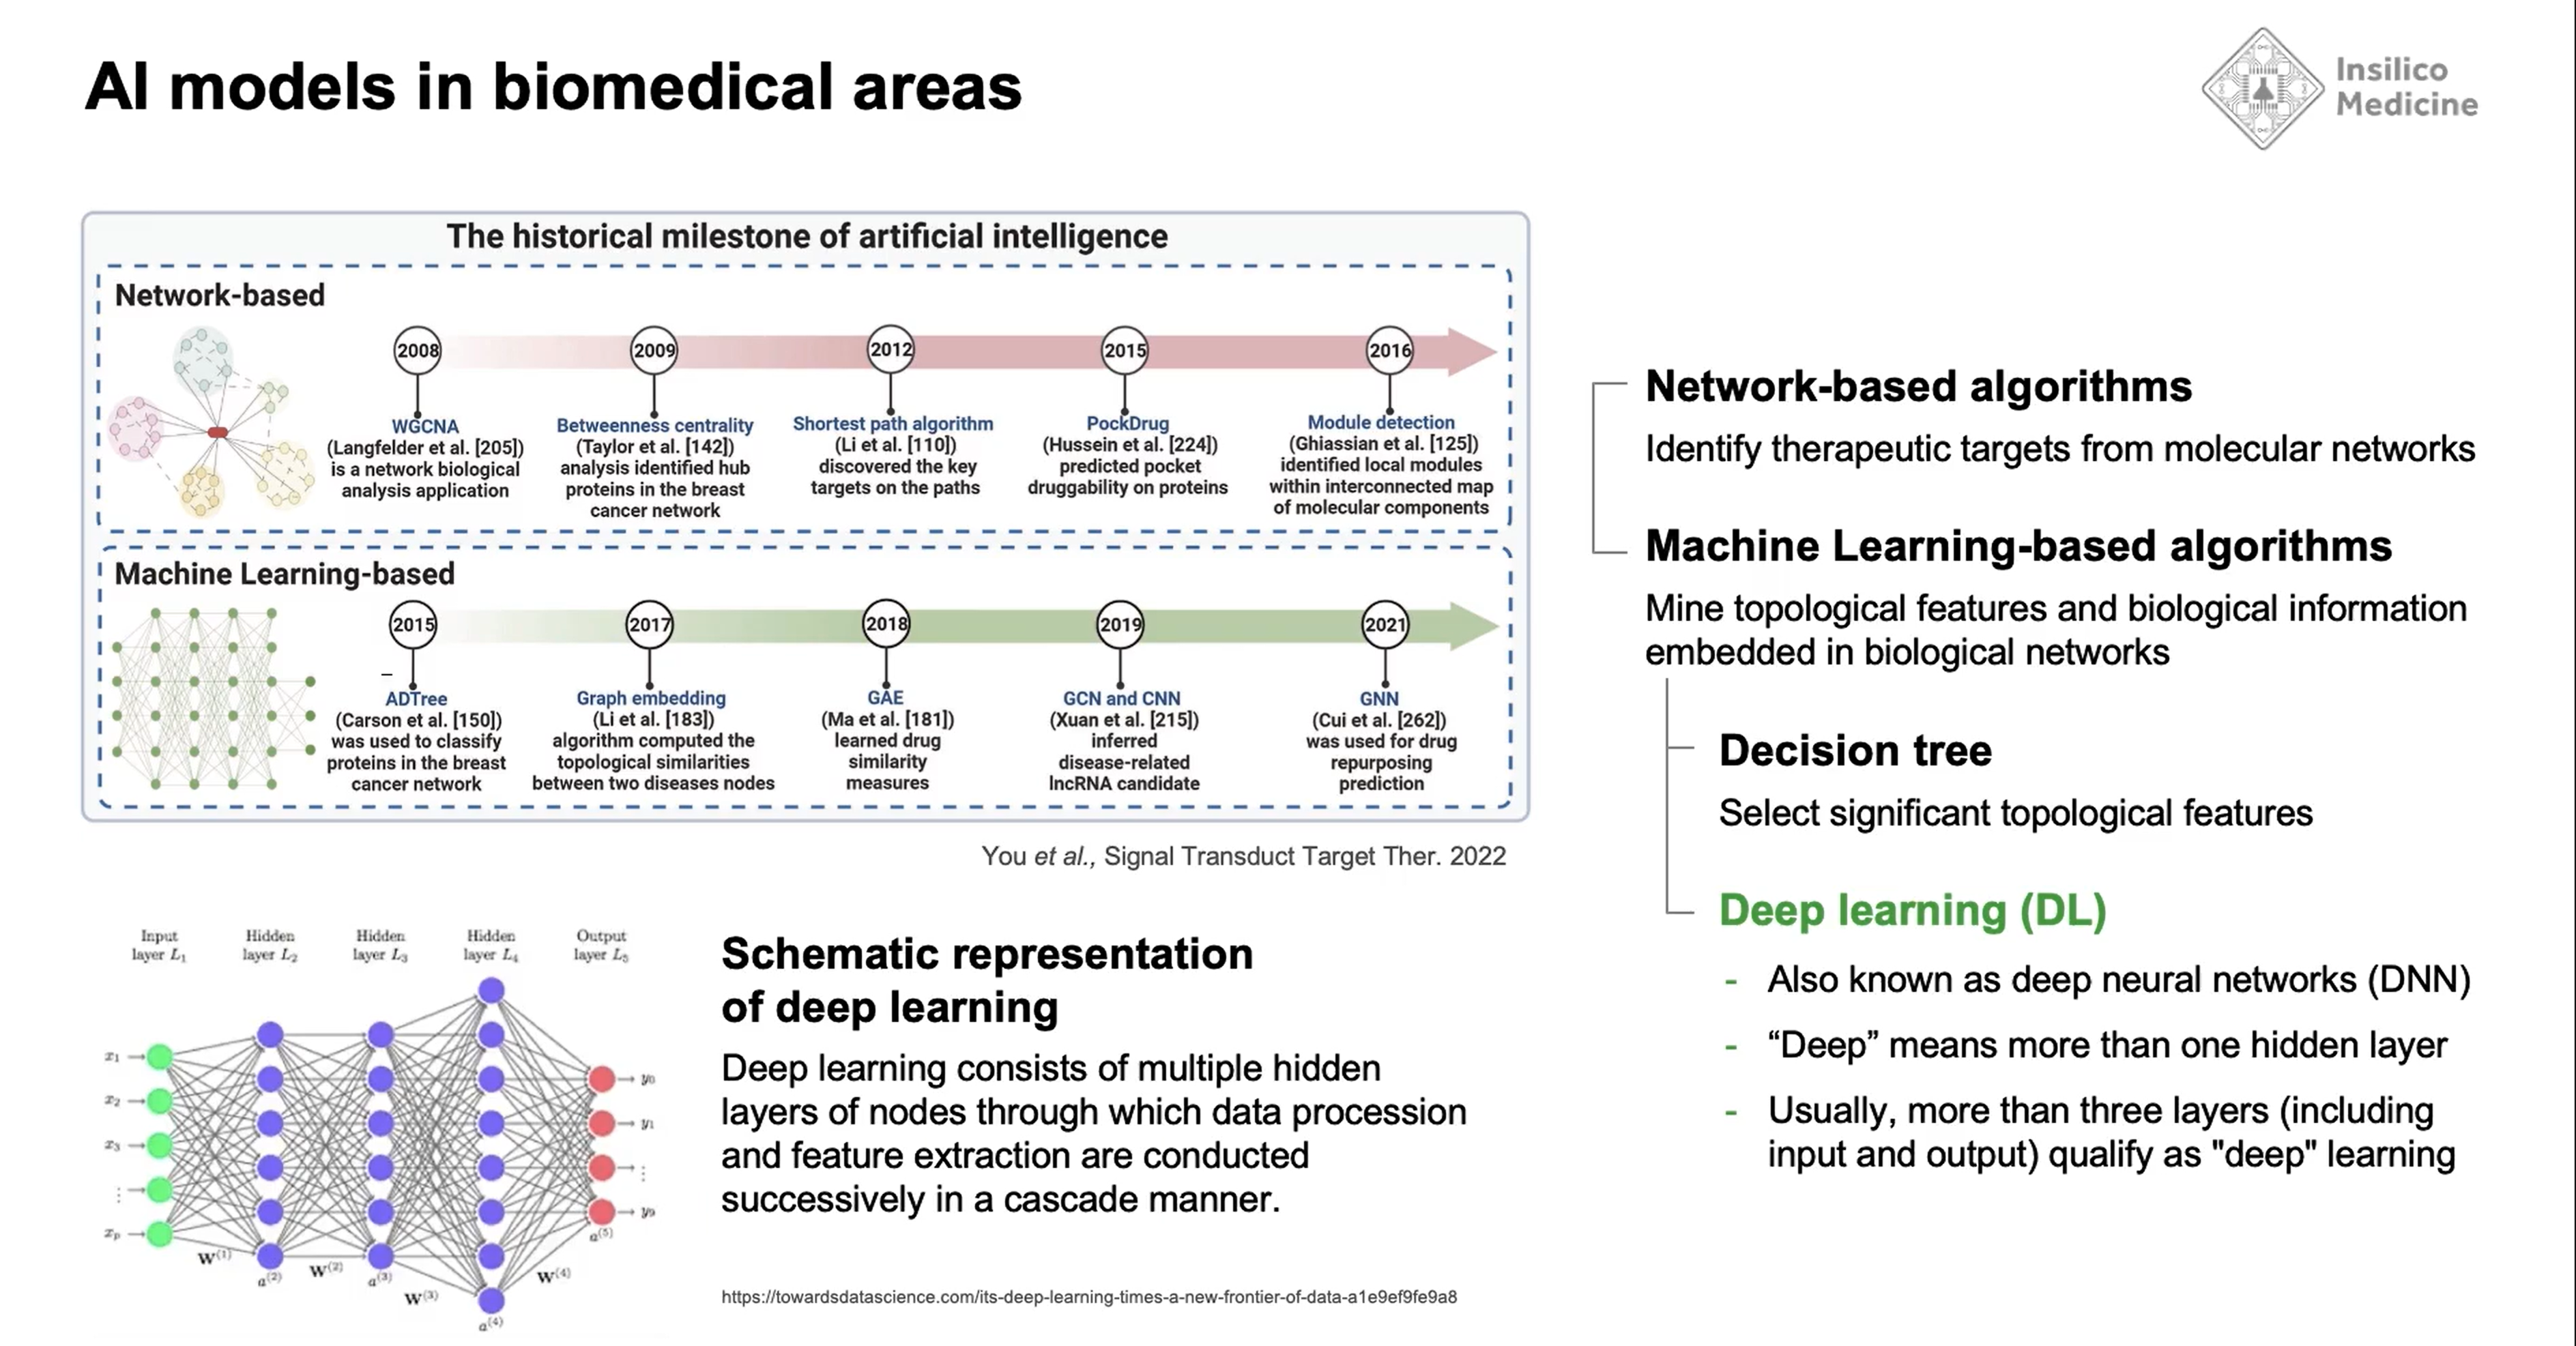 AI models in biomedical areas
Insilico
Medicine
The historical milestone of artificial intelligence
Network-based
2008
2009
2012
2015
2016
WGCNA
(Langfelder et al. [205])
is a network biological
analysis application
Betweenness centrality
(Taylor et al. [142])
analysis identified hub
proteins in the breast
cancer network
Shortest path algorithm
(Li et al. [110])
discovered the key
targets on the paths
PockDrug
(Hussein et al. [224])
predicted pocket
druggability on proteins
Module detection
(Ghiassian et al. [125])
identified local modules
within interconnected map
of molecular components
Machine Learning-based
2015
2017
2018
2019
2021
ADTree
(Carson et al. [150])
was used to classify
proteins in the breast
cancer network
Graph embedding
(Li et al. [183])
algorithm computed the
topological similarities
between two diseases nodes
GAE
(Ma et al. [181])
learned drug
similarity
measures
GCN and CNN
(Xuan et al. [215])
inferred
disease-related
lncRNA candidate
GNN
(Cui et al. [262])
was used for drug
repurposing
prediction
You et al., Signal Transduct Target Ther. 2022
Input
layer L₁
Hidden
layer L₂
Hidden
layer L₃
Hidden
layer L₄
Output
layer L₅
x₁
x₂
x₃
⋮
xₚ
y₀
y₁
⋮
y₉
W⁽¹⁾
a⁽²⁾
W⁽²⁾
a⁽³⁾
W⁽³⁾
a⁽⁴⁾
W⁽⁴⁾
a⁽⁵⁾
Schematic representation
of deep learning
Deep learning consists of multiple hidden
layers of nodes through which data procession
and feature extraction are conducted
successively in a cascade manner.
https://towardsdatascience.com/its-deep-learning-times-a-new-frontier-of-data-a1e9ef9fe9a8
Network-based algorithms
Identify therapeutic targets from molecular networks
Machine Learning-based algorithms
Mine topological features and biological information
embedded in biological networks
Decision tree
Select significant topological features
Deep learning (DL)
- Also known as deep neural networks (DNN)
- “Deep” means more than one hidden layer
- Usually, more than three layers (including
input and output) qualify as "deep" learning